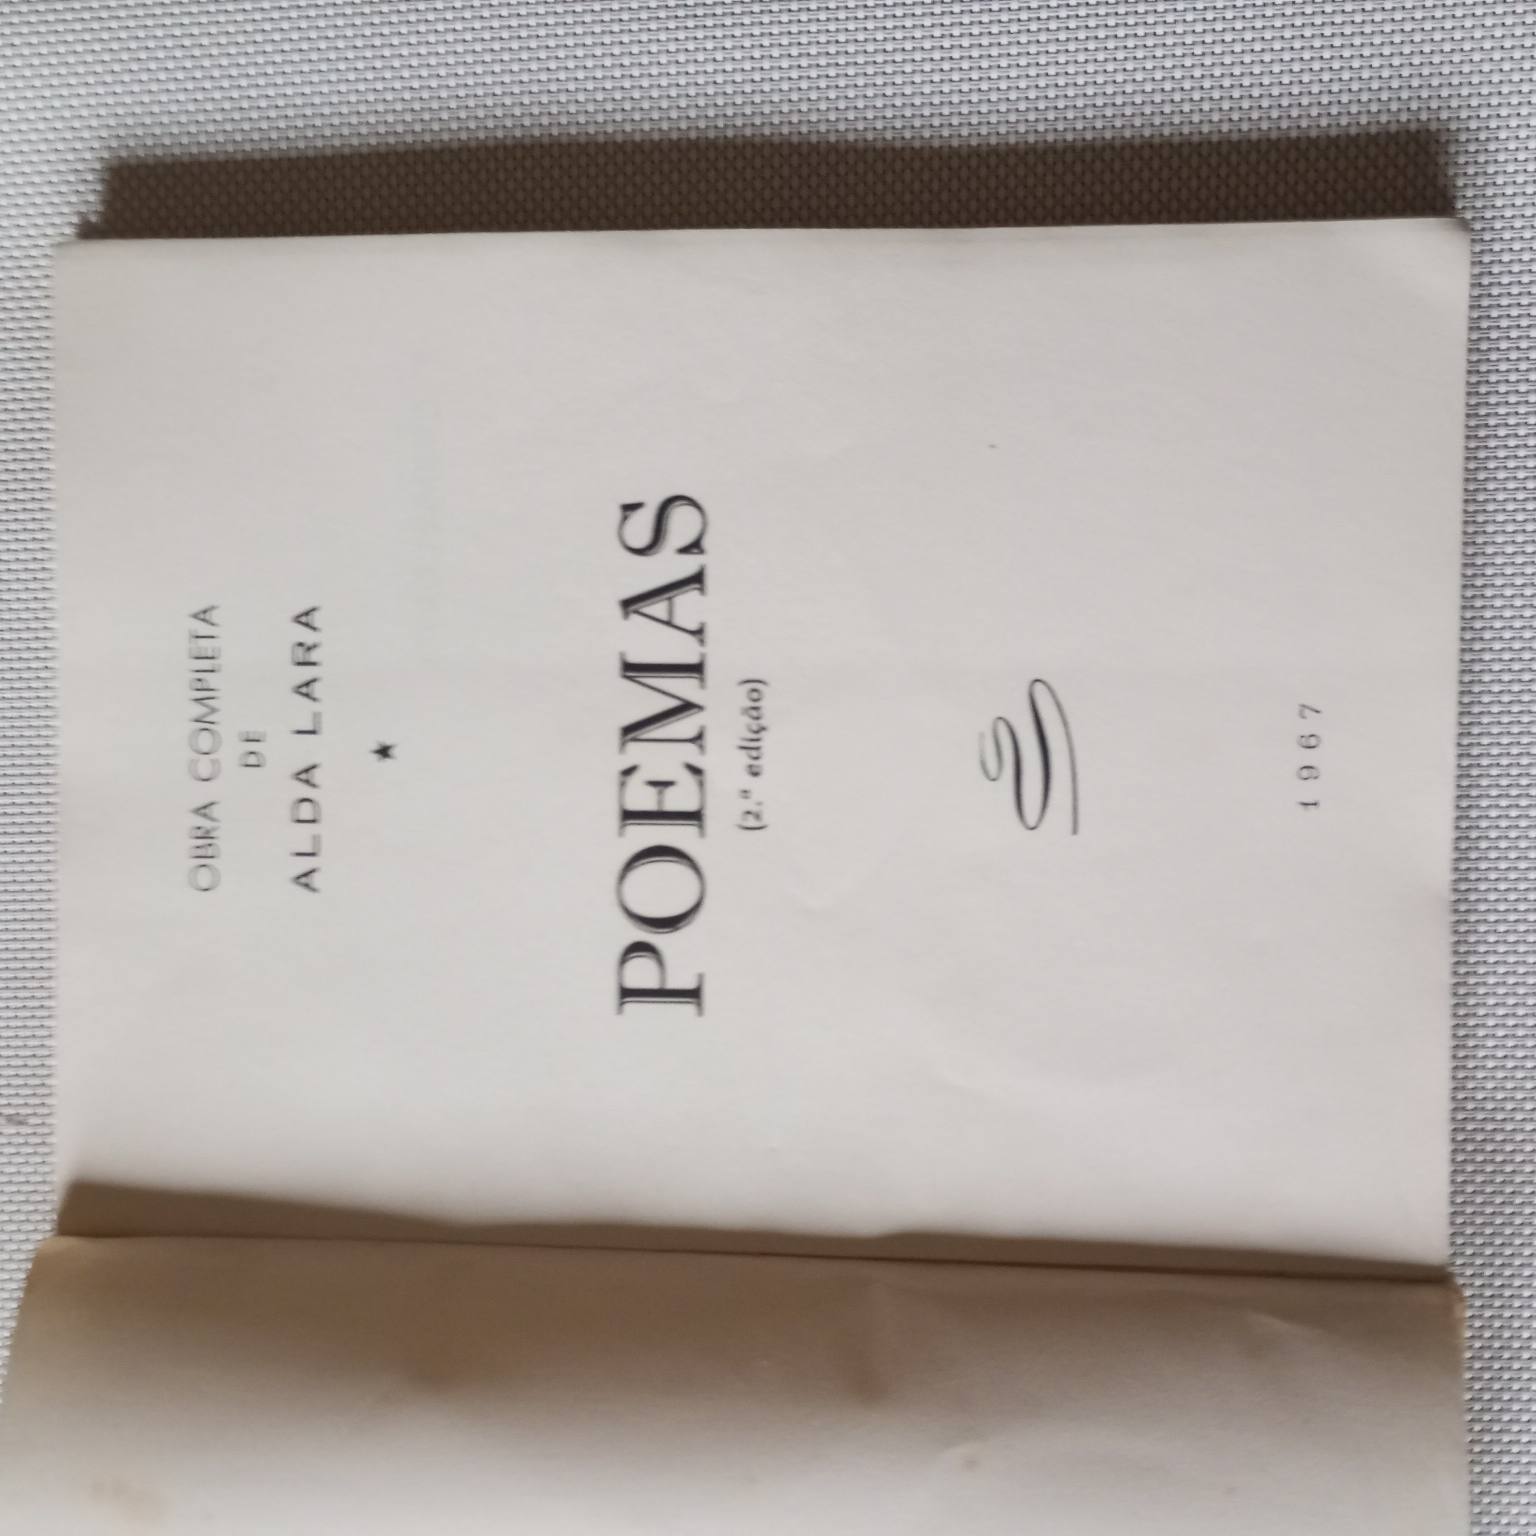 OBRA COMPLETA
DE
ALDA LARA
★
POEMAS
(2.ª edição)
1967